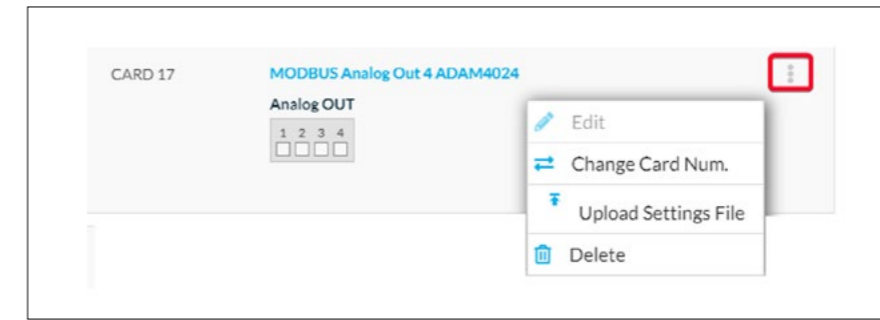 CARD 17
MODBUS Analog Out 4 ADAM4024
Analog OUT
1 2 3 4
Edit
Change Card Num.
Upload Settings File
Delete